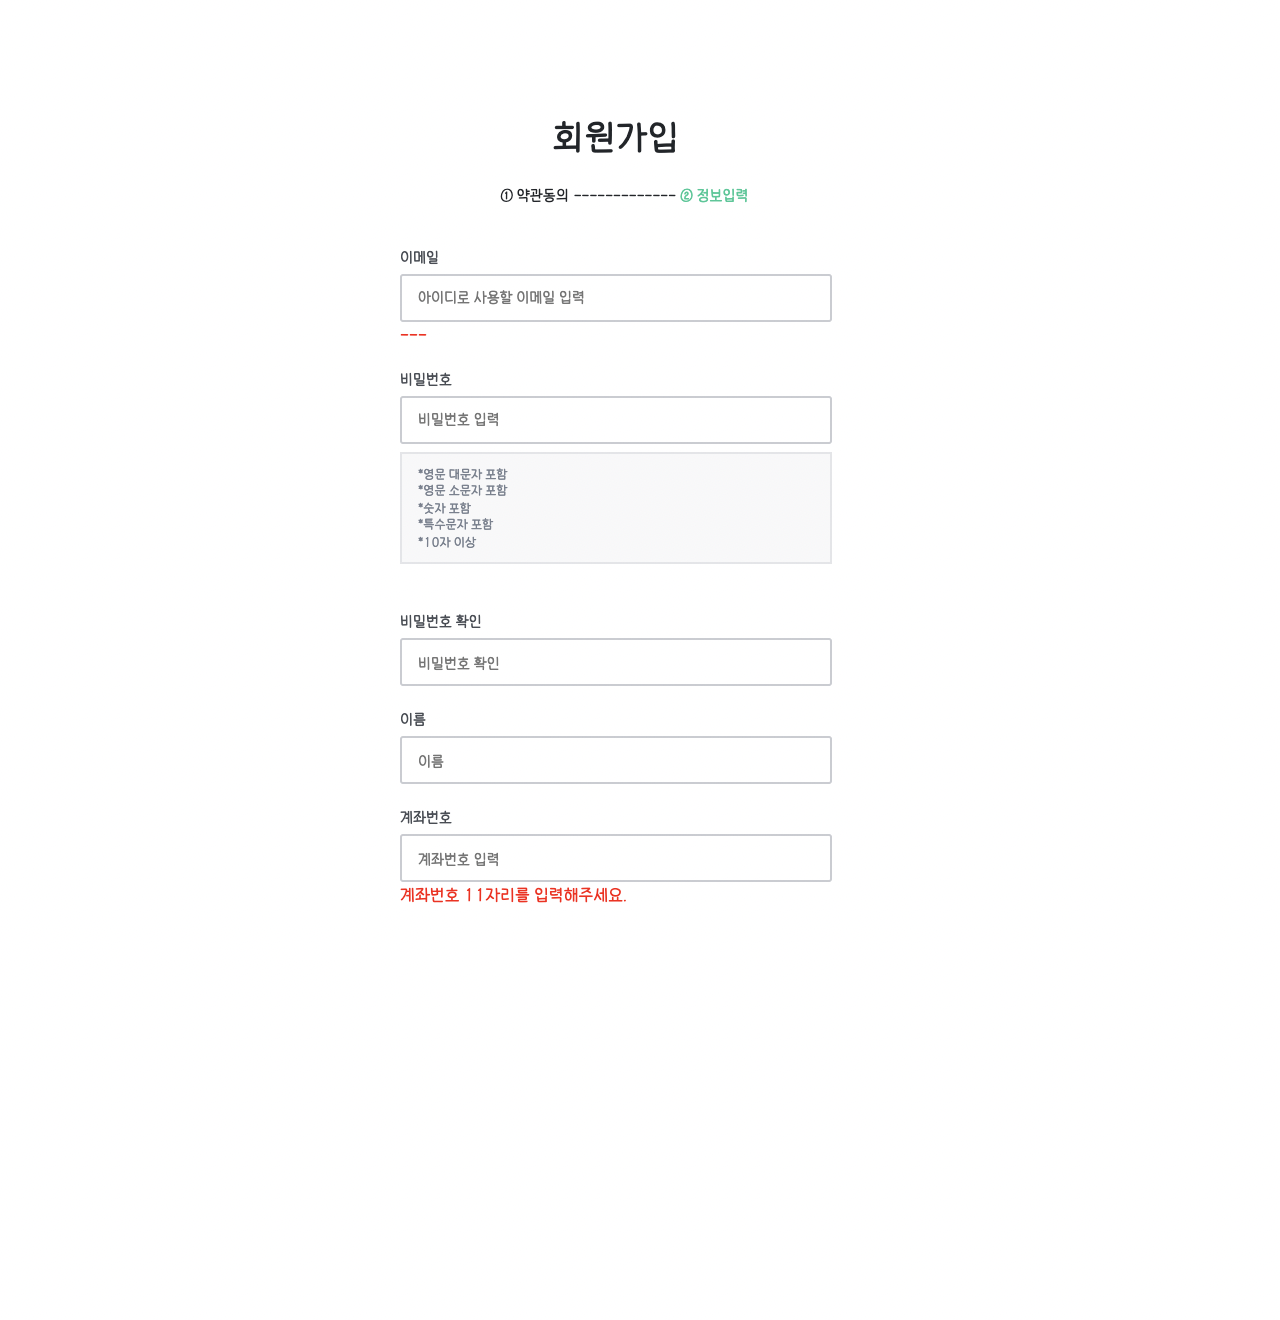 회원가입
① 약관동의 ------------- ② 정보입력
이메일
아이디로 사용할 이메일 입력
---
비밀번호
비밀번호 입력
*영문 대문자 포함
*영문 소문자 포함
*숫자 포함
*특수문자 포함
*10자 이상
비밀번호 확인
비밀번호 확인
이름
이름
계좌번호
계좌번호 입력
계좌번호 11자리를 입력해주세요.